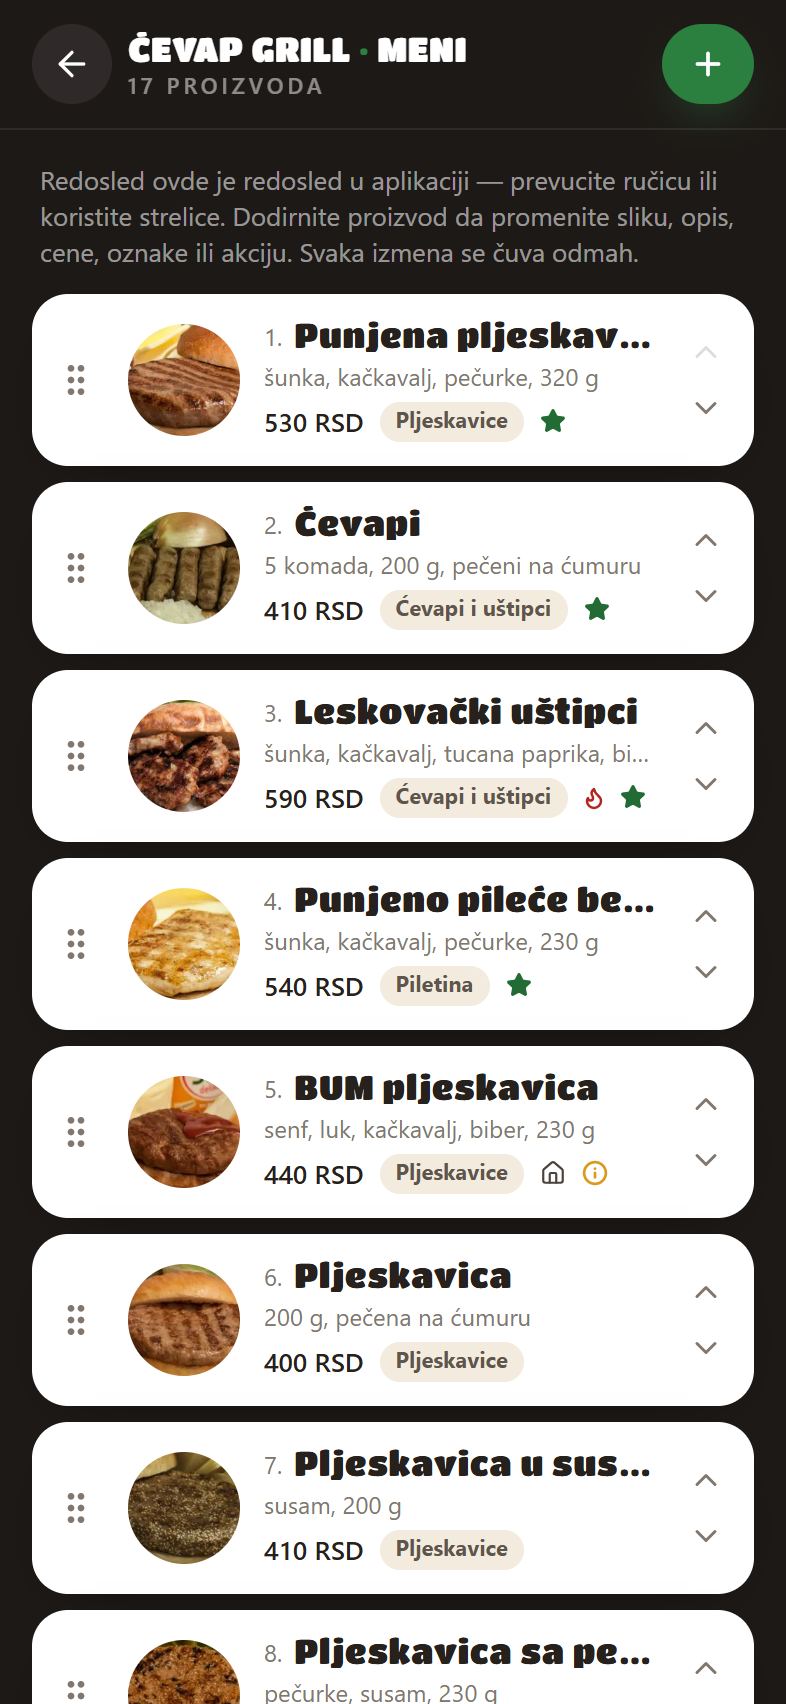 ČEVAP GRILL · MENI
17 PROIZVODA
Redosled ovde je redosled u aplikaciji — prevucite ručicu ili
koristite strelice. Dodirnite proizvod da promenite sliku, opis,
cene, oznake ili akciju. Svaka izmena se čuva odmah.
1. Punjena pljeskav...
šunka, kačkavalj, pečurke, 320 g
530 RSD Pljeskavice
2. Ćevapi
5 komada, 200 g, pečeni na ćumuru
410 RSD Ćevapi i uštipci
3. Leskovački uštipci
šunka, kačkavalj, tucana paprika, bi...
590 RSD Ćevapi i uštipci
4. Punjeno pileće be...
šunka, kačkavalj, pečurke, 230 g
540 RSD Piletina
5. BUM pljeskavica
senf, luk, kačkavalj, biber, 230 g
440 RSD Pljeskavice
6. Pljeskavica
200 g, pečena na ćumuru
400 RSD Pljeskavice
7. Pljeskavica u sus...
susam, 200 g
410 RSD Pljeskavice
8. Pljeskavica sa pe...
pečurke, susam, 230 g